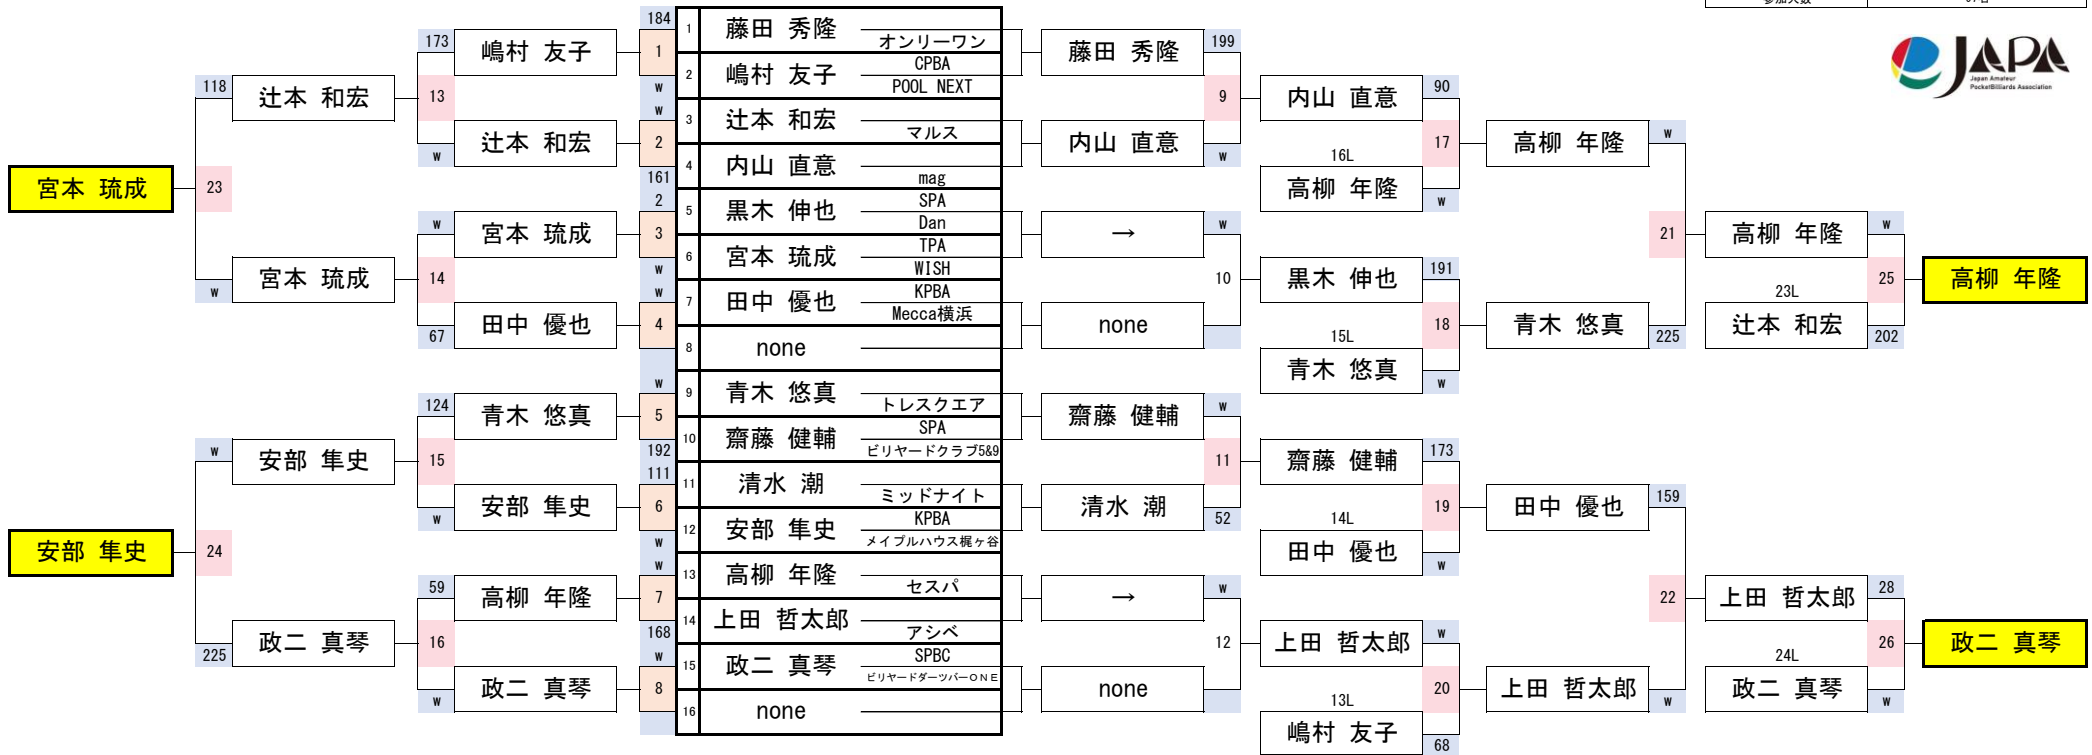 118
W
宮本 琉成
23
辻本 和宏
宮本 琉成
173
W
13
W
67
14
嶋村 友子
辻本 和宏
宮本 琉成
田中 優也
184
1
W
W
2
161
2
3
W
W
4
W
225
安部 隼史
24
安部 隼史
政二 真琴
124
W
15
59
W
16
青木 悠真
安部 隼史
高柳 年隆
政二 真琴
W
5
192
111
6
W
W
7
168
W
8
1 藤田 秀隆 オンリーワン
2 嶋村 友子 CPBA
POOL NEXT
3 辻本 和宏 マルス
4 内山 直意 mag
5 黒木 伸也 SPA
Dan
6 宮本 琉成 TPA
WISH
7 田中 優也 KPBA
Mecca横浜
8 none
9 青木 悠真 トレスクエア
10 齋藤 健輔 SPA
ビリヤードクラブ5&9
11 清水 潮 ミッドナイト
12 安部 隼史 KPBA
メイプルハウス梶ヶ谷
13 高柳 年隆 セスパ
14 上田 哲太郎 アシベ
15 政二 真琴 SPBC
ビリヤードダーツバーONE
16 none
藤田 秀隆
199
9
内山 直意
W
→
W
10
none
齋藤 健輔
W
11
清水 潮
52
→
W
12
none
内山 直意
90
17
16L
高柳 年隆
W
黒木 伸也
191
18
15L
青木 悠真
W
齋藤 健輔
173
19
14L
田中 優也
W
上田 哲太郎
W
20
13L
嶋村 友子
68
高柳 年隆
W
21
青木 悠真
225
田中 優也
159
22
上田 哲太郎
W
高柳 年隆
W
25
23L
辻本 和宏
202
高柳 年隆
上田 哲太郎
28
26
24L
政二 真琴
W
政二 真琴
JAPA
Japan Amateur
PocketBilliards Association